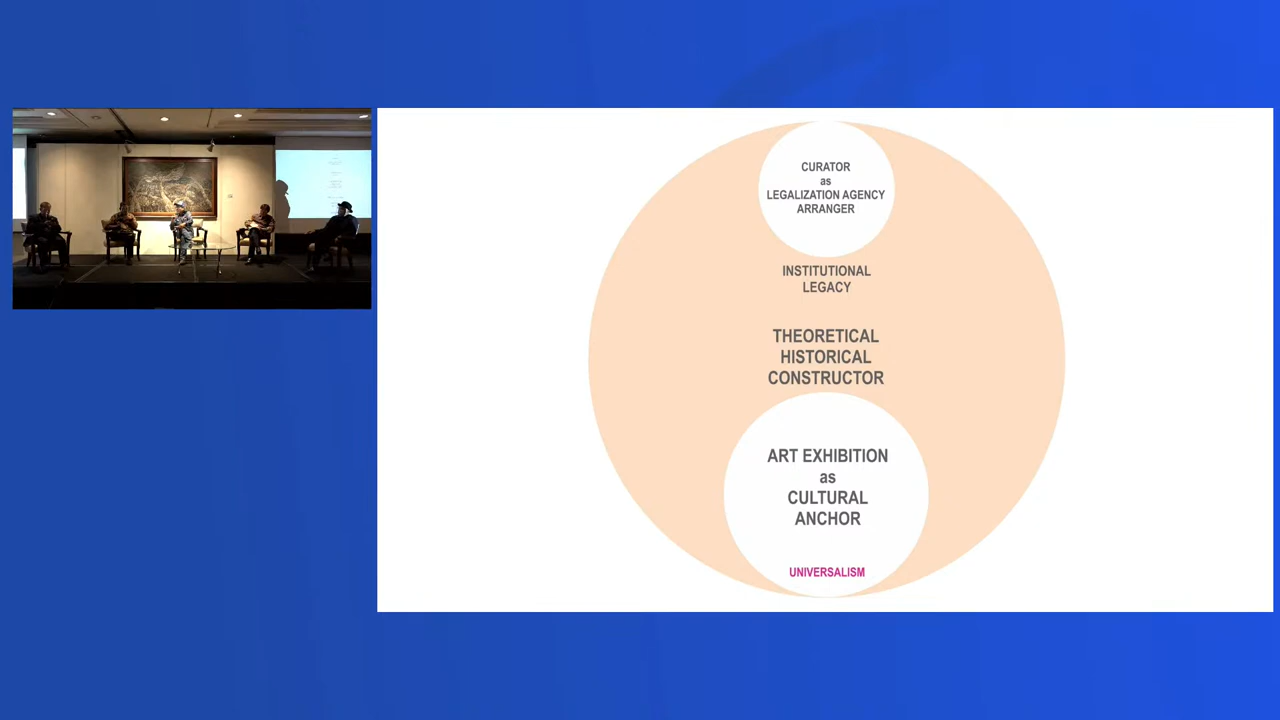 CURATOR
as
LEGALIZATION AGENCY
ARRANGER
INSTITUTIONAL
LEGACY
THEORETICAL
HISTORICAL
CONSTRUCTOR
ART EXHIBITION
as
CULTURAL
ANCHOR
UNIVERSALISM